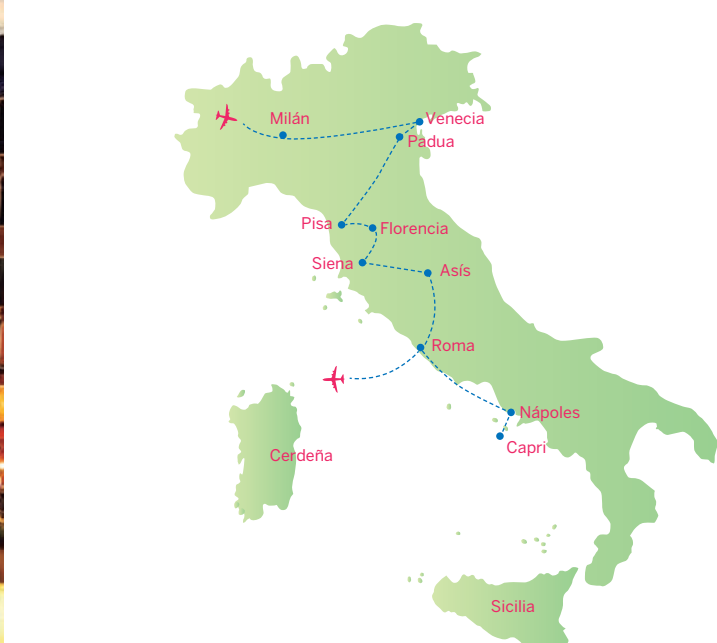 Milán
Venecia
Padua
Pisa
Florencia
Siena
Asís
Roma
Nápoles
Capri
Cerdeña
Sicilia